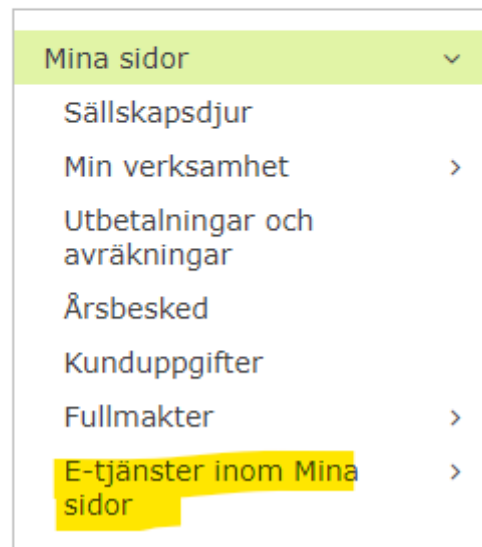 Mina sidor
Sällskapsdjur
Min verksamhet
Utbetalningar och
avräkningar
Årsbesked
Kunduppgifter
Fullmakter
E-tjänster inom Mina
sidor